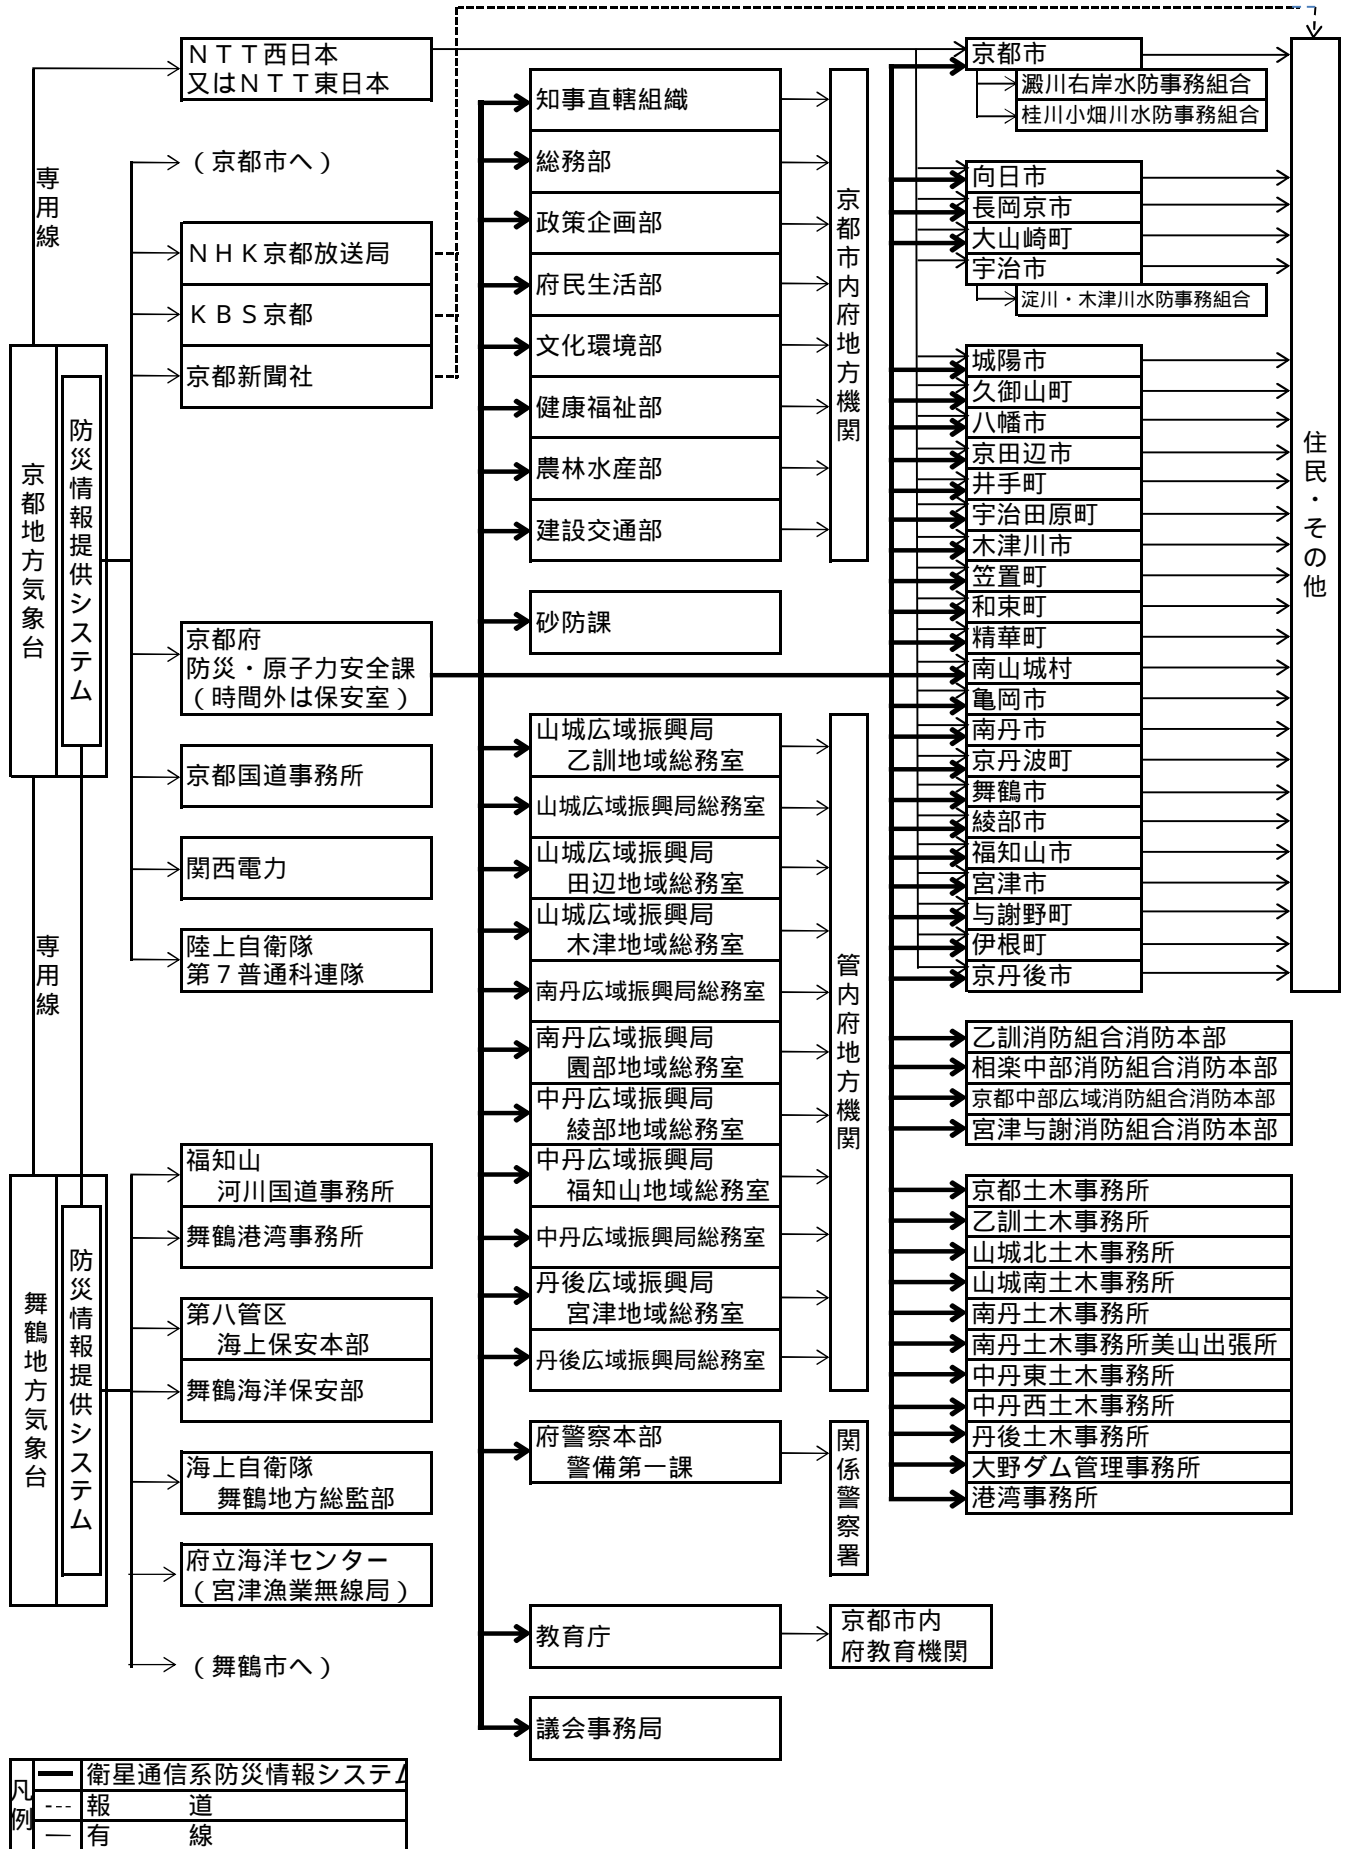 ＮＴＴ西日本
又はＮＴＴ東日本
専用線
（京都市へ）
ＮＨＫ京都放送局
ＫＢＳ京都
京都新聞社
京都地方気象台
防災情報提供システム
京都府
防災・原子力安全課
（時間外は保安室）
京都国道事務所
関西電力
陸上自衛隊
第７普通科連隊
専用線
福知山
河川国道事務所
舞鶴港湾事務所
第八管区
海上保安本部
舞鶴海洋保安部
海上自衛隊
舞鶴地方総監部
府立海洋センター
（宮津漁業無線局）
（舞鶴市へ）
舞鶴地方気象台
防災情報提供システム
知事直轄組織
総務部
政策企画部
府民生活部
文化環境部
健康福祉部
農林水産部
建設交通部
京都市内府地方機関
砂防課
山城広域振興局
乙訓地域総務室
山城広域振興局総務室
山城広域振興局
田辺地域総務室
山城広域振興局
木津地域総務室
南丹広域振興局総務室
南丹広域振興局
園部地域総務室
中丹広域振興局
綾部地域総務室
中丹広域振興局
福知山地域総務室
中丹広域振興局総務室
丹後広域振興局
宮津地域総務室
丹後広域振興局総務室
管内府地方機関
府警察本部
警備第一課
関係警察署
教育庁
京都市内
府教育機関
議会事務局
京都市
澱川右岸水防事務組合
桂川小畑川水防事務組合
向日市
長岡京市
大山崎町
宇治市
淀川・木津川水防事務組合
城陽市
久御山町
八幡市
京田辺市
井手町
宇治田原町
木津川市
笠置町
和束町
精華町
南山城村
亀岡市
南丹市
京丹波町
舞鶴市
綾部市
福知山市
宮津市
与謝野町
伊根町
京丹後市
住民・その他
乙訓消防組合消防本部
相楽中部消防組合消防本部
京都中部広域消防組合消防本部
宮津与謝消防組合消防本部
京都土木事務所
乙訓土木事務所
山城北土木事務所
山城南土木事務所
南丹土木事務所
南丹土木事務所美山出張所
中丹東土木事務所
中丹西土木事務所
丹後土木事務所
大野ダム管理事務所
港湾事務所
凡例
衛星通信系防災情報システム
報　　　道
有　　　線